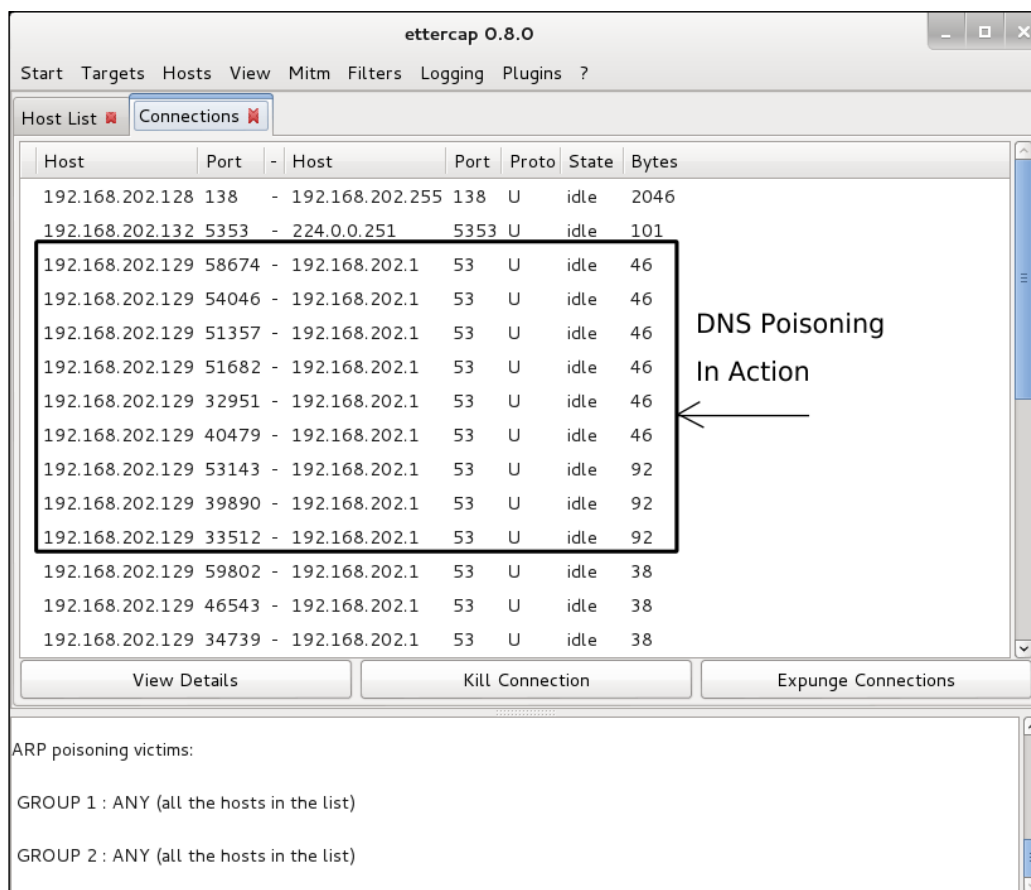 ettercap 0.8.0
Start Targets Hosts View Mitm Filters Logging Plugins ?
Host List Connections
Host Port - Host Port Proto State Bytes
192.168.202.128 138 - 192.168.202.255 138 U idle 2046
192.168.202.132 5353 - 224.0.0.251 5353 U idle 101
192.168.202.129 58674 - 192.168.202.1 53 U idle 46
192.168.202.129 54046 - 192.168.202.1 53 U idle 46
192.168.202.129 51357 - 192.168.202.1 53 U idle 46
192.168.202.129 51682 - 192.168.202.1 53 U idle 46
192.168.202.129 32951 - 192.168.202.1 53 U idle 46
192.168.202.129 40479 - 192.168.202.1 53 U idle 46
192.168.202.129 53143 - 192.168.202.1 53 U idle 92
192.168.202.129 39890 - 192.168.202.1 53 U idle 92
192.168.202.129 33512 - 192.168.202.1 53 U idle 92
192.168.202.129 59802 - 192.168.202.1 53 U idle 38
192.168.202.129 46543 - 192.168.202.1 53 U idle 38
192.168.202.129 34739 - 192.168.202.1 53 U idle 38
DNS Poisoning
In Action
View Details Kill Connection Expunge Connections
ARP poisoning victims:
GROUP 1 : ANY (all the hosts in the list)
GROUP 2 : ANY (all the hosts in the list)